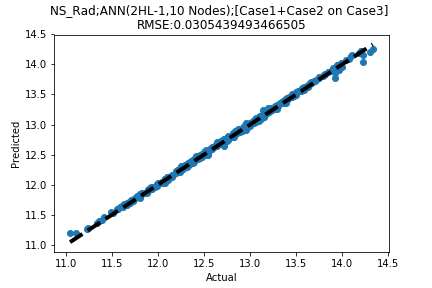 NS_Rad;ANN(2HL-1,10 Nodes);[Case1+Case2 on Case3]
RMSE:0.0305439493466505
14.5
14.0
13.5
13.0
12.5
12.0
11.5
11.0
Predicted
11.0 11.5 12.0 12.5 13.0 13.5 14.0 14.5
Actual